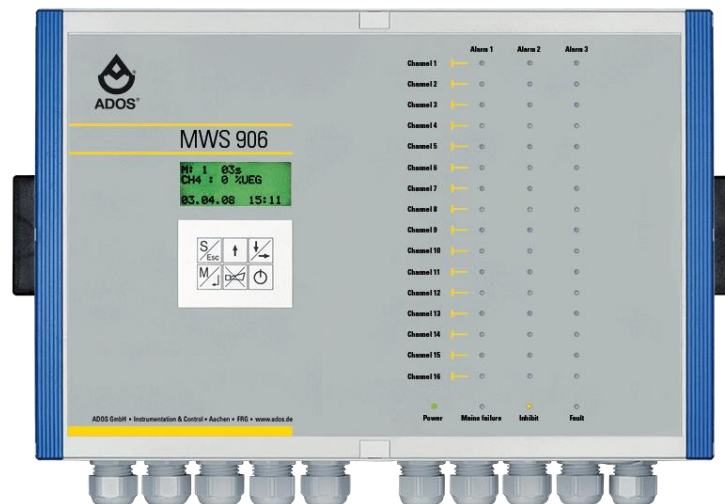 ADOS®
MWS 906
M: 1 03s
CH4 : 0 %UEG
03.04.08 15:11
S/Esc
M
ADOS GmbH • Instrumentation & Control • Aachen • FRG • www.ados.de
Alarm 1 Alarm 2 Alarm 3
Channel 1
Channel 2
Channel 3
Channel 4
Channel 5
Channel 6
Channel 7
Channel 8
Channel 9
Channel 10
Channel 11
Channel 12
Channel 13
Channel 14
Channel 15
Channel 16
Power Mains failure Inhibit Fault